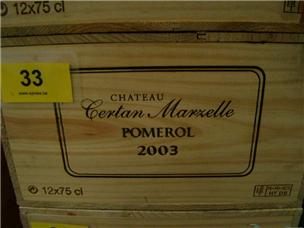 12x75 cl
33
CHATEAU
Certan Marzelle
POMEROL
2003
12x75 cl